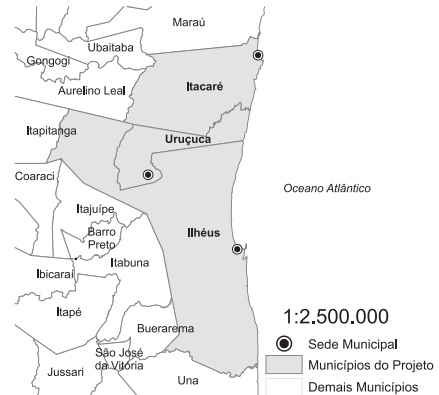 Maraú
Ubaitaba
Gongogi
Itacaré
Aurelino Leal
Itapitanga
Uruçuca
Coaraci
Oceano Atlântico
Itajuípe
Barro
Preto
Ilhéus
Itabuna
Ibicaraí
Itapé
1:2.500.000
Buerarema
Sede Municipal
São José
da Vitória
Municípios do Projeto
Jussari
Una
Demais Municípios